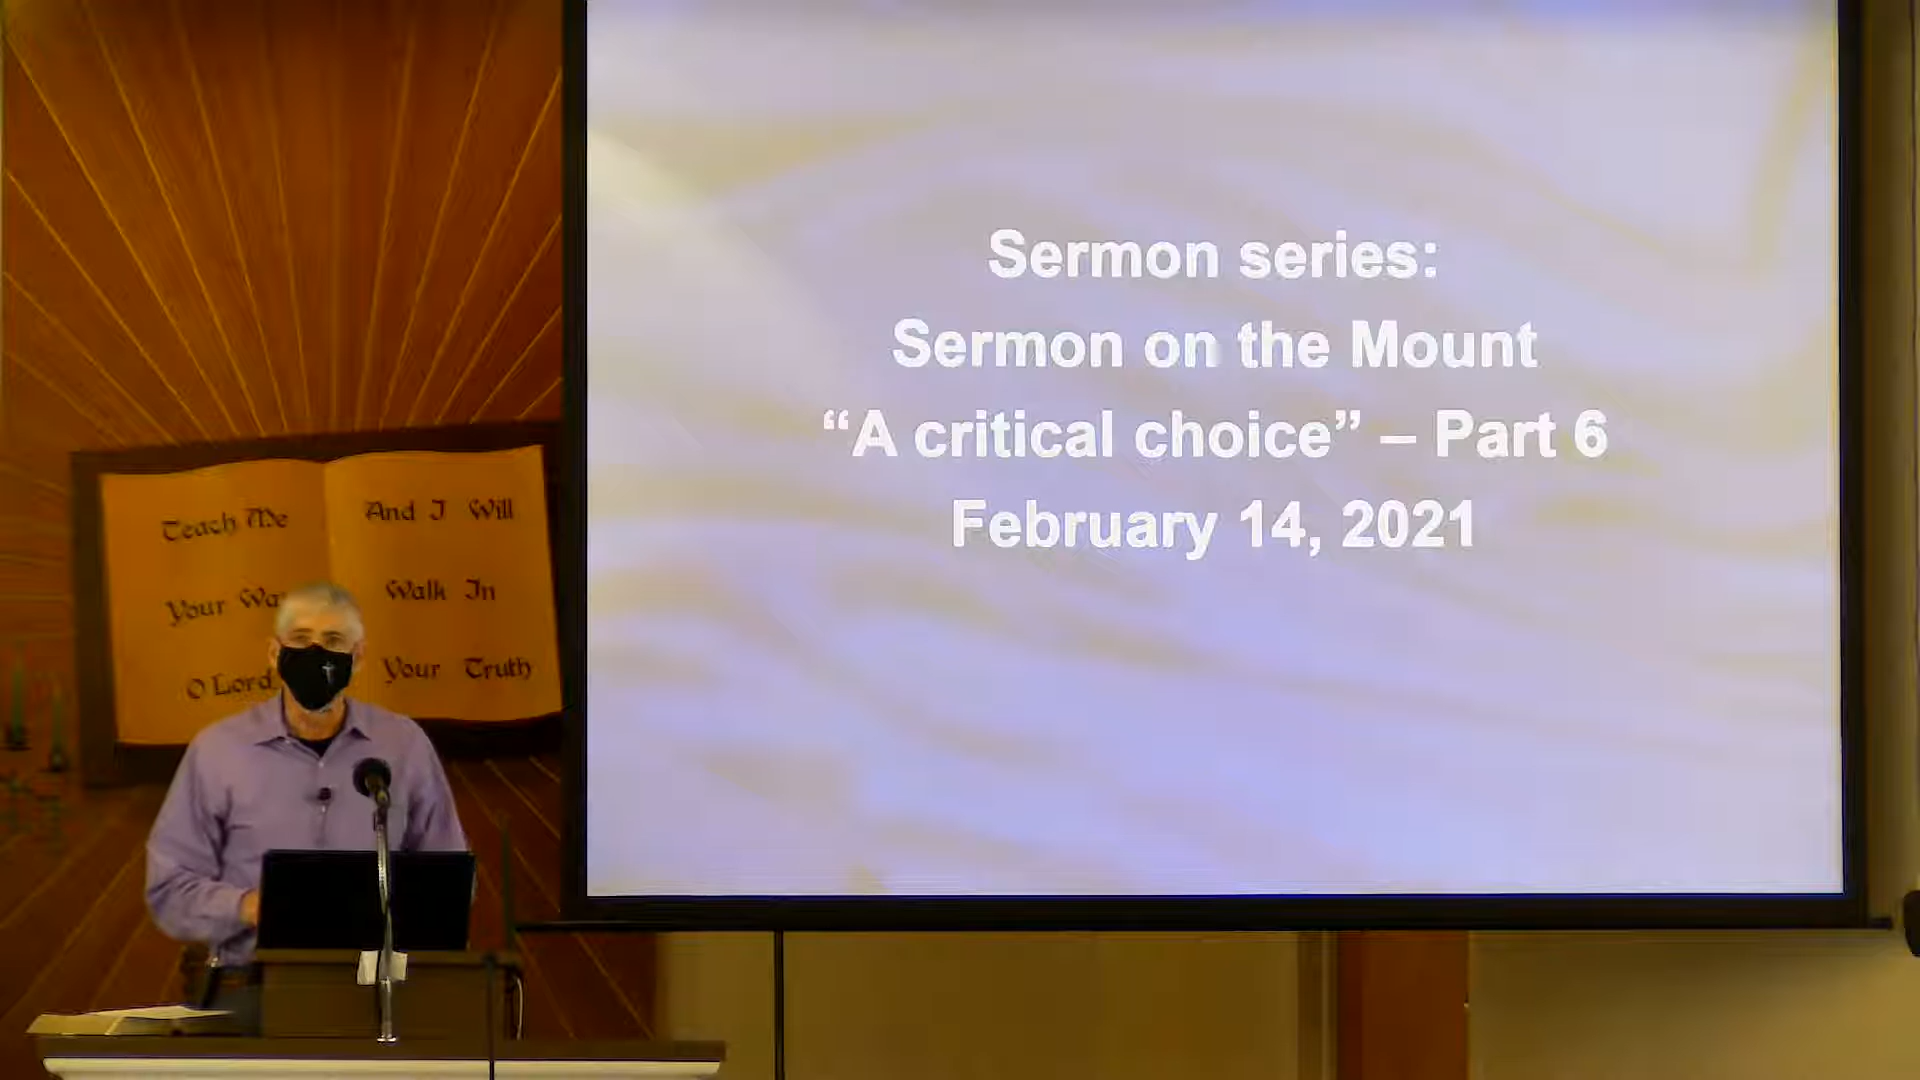 Sermon series:
Sermon on the Mount
“A critical choice” – Part 6
February 14, 2021
Teach Me
Your
O Lord
And I Will
Walk In
Your Truth